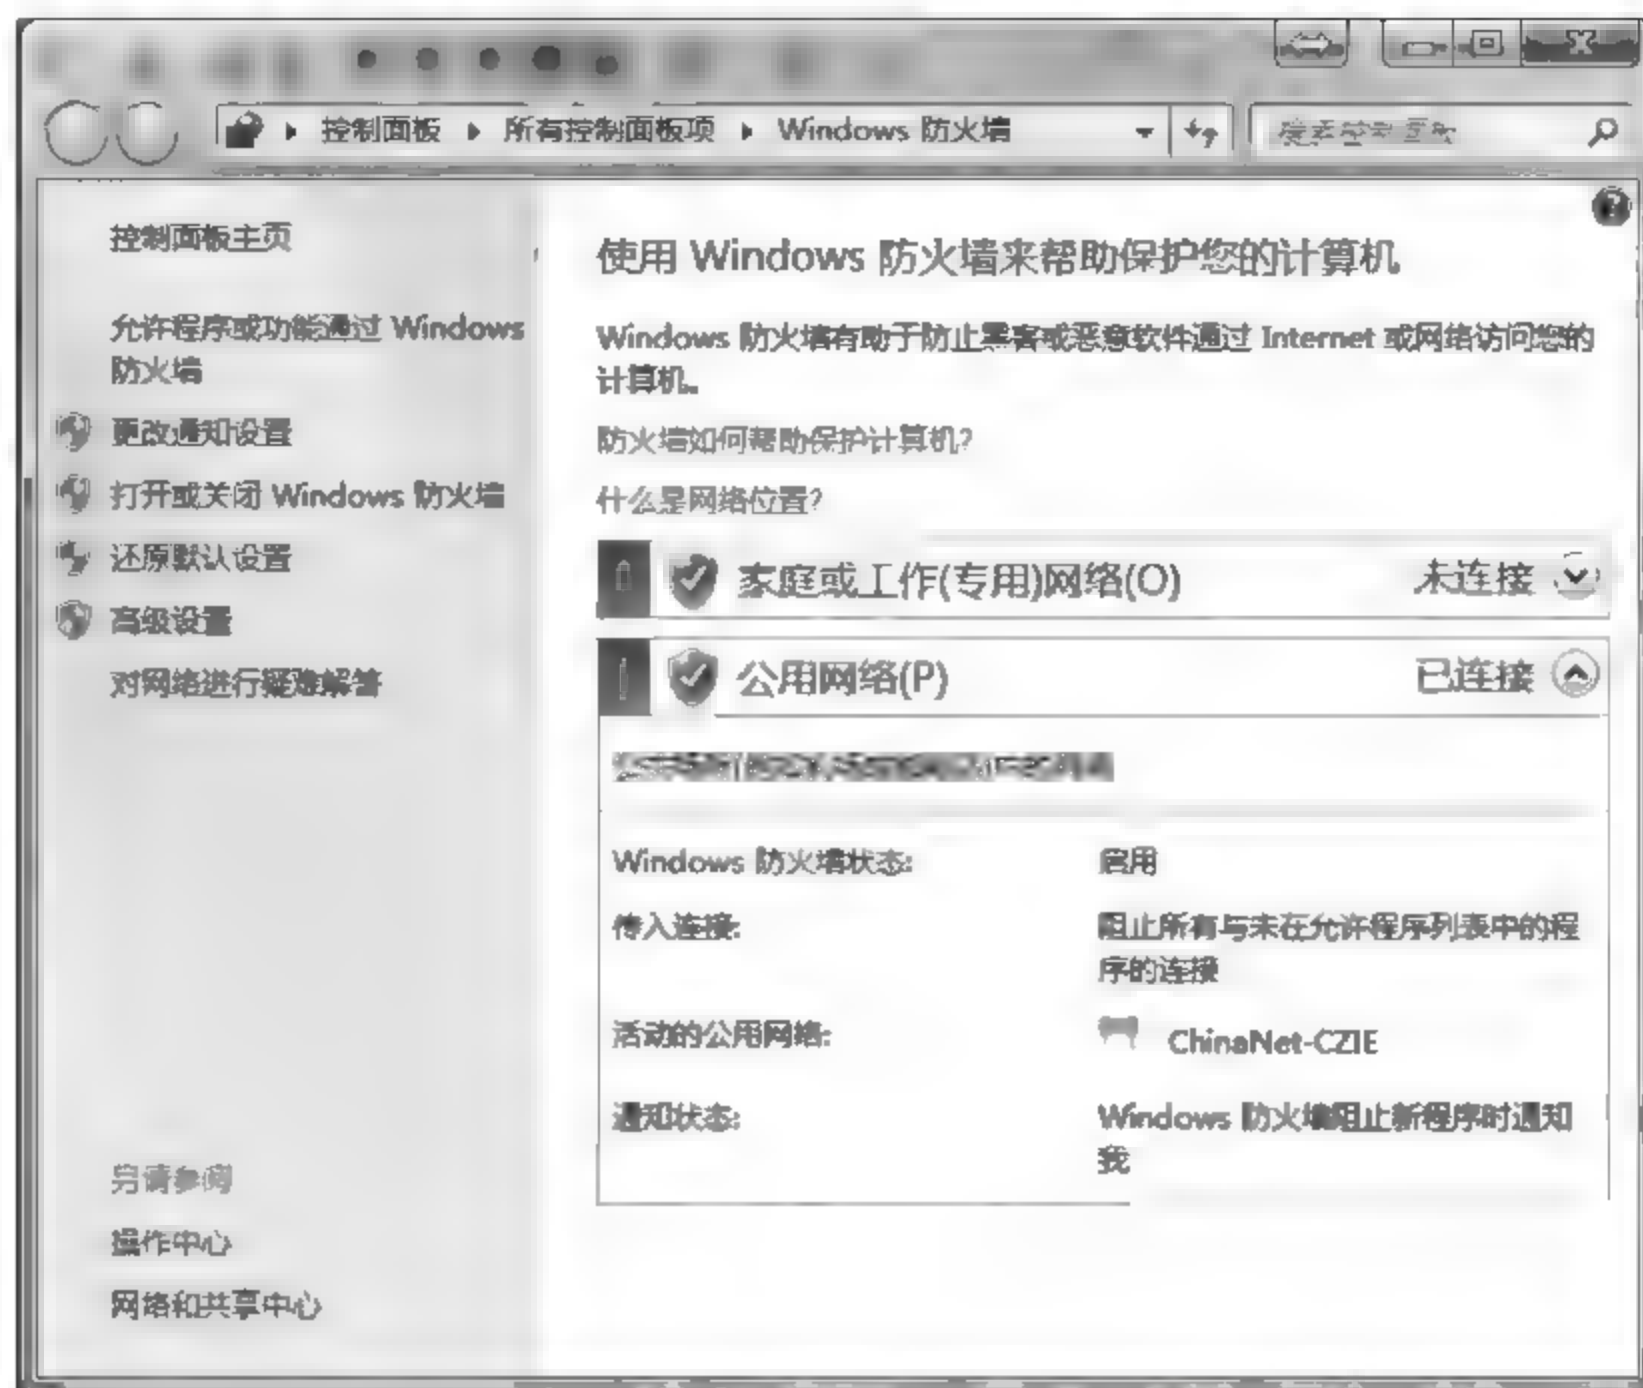 控制面板 ▸ 所有控制面板项 ▸ Windows 防火墙
控制面板主页
允许程序或功能通过 Windows
防火墙
更改通知设置
打开或关闭 Windows 防火墙
还原默认设置
高级设置
对网络进行疑难解答
另请参阅
操作中心
网络和共享中心
使用 Windows 防火墙来帮助保护您的计算机
Windows 防火墙有助于防止黑客或恶意软件通过 Internet 或网络访问您的
计算机。
防火墙如何帮助保护计算机?
什么是网络位置?
家庭或工作(专用)网络(O) 未连接
公用网络(P) 已连接
Windows 防火墙状态: 启用
传入连接: 阻止所有与未在允许程序列表中的程
序的连接
活动的公用网络: ChinaNet-CZIE
通知状态: Windows 防火墙阻止新程序时通知
我